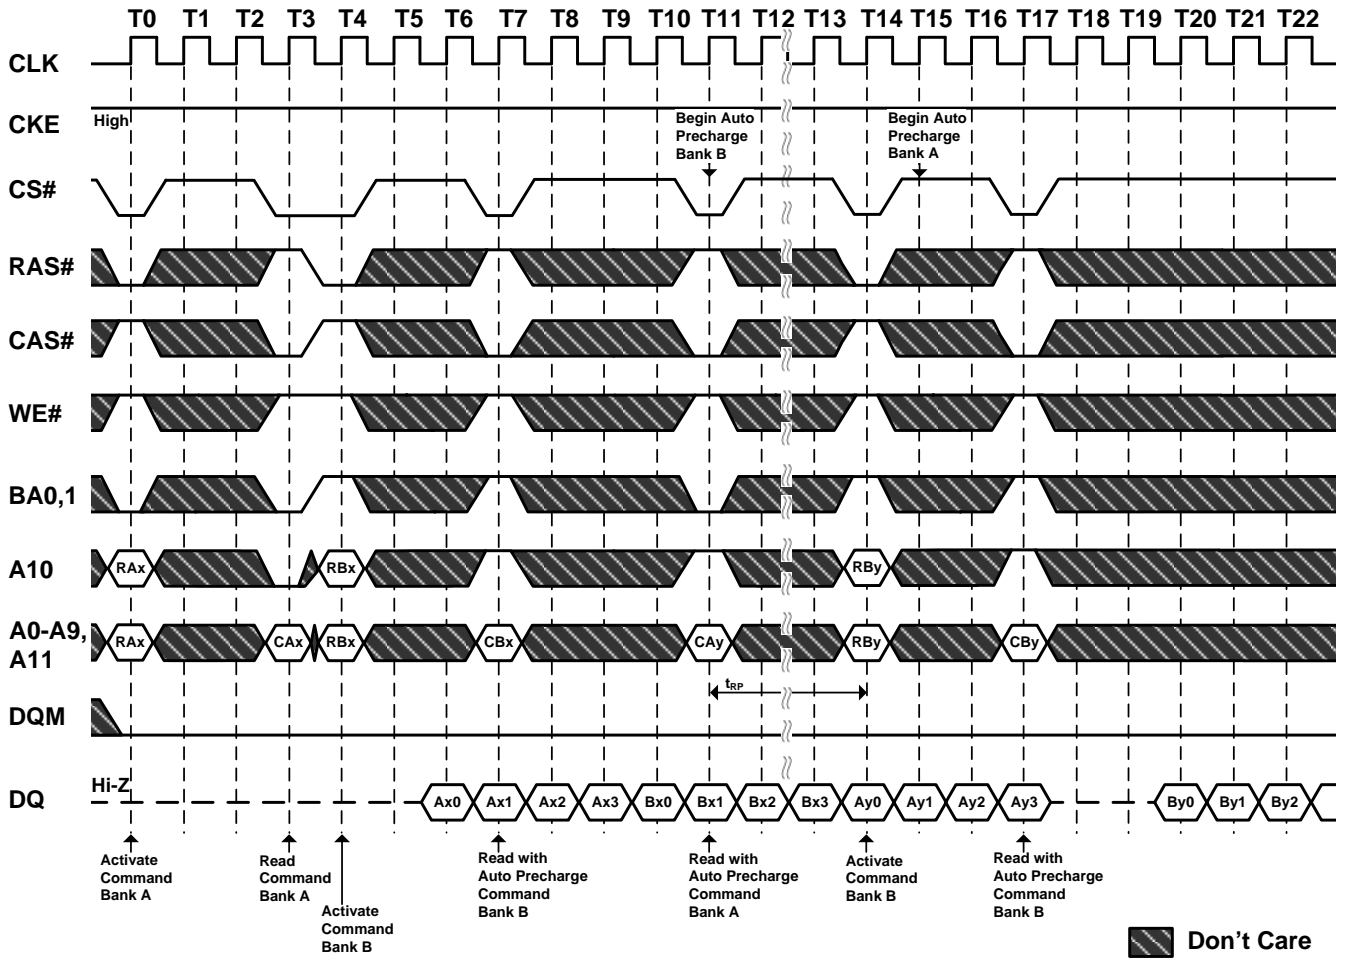 T0 T1 T2 T3 T4 T5 T6 T7 T8 T9 T10 T11 T12 T13 T14 T15 T16 T17 T18 T19 T20 T21 T22
CLK
CKE
High
Begin Auto
Precharge
Bank B
Begin Auto
Precharge
Bank A
CS#
RAS#
CAS#
WE#
BA0,1
A10
RAx RBx RBy
A0-A9,
A11
RAx CAx RBx CBx CAy RBy CBy
tRP
DQM
DQ
Hi-Z
Ax0 Ax1 Ax2 Ax3 Bx0 Bx1 Bx2 Bx3 Ay0 Ay1 Ay2 Ay3 By0 By1 By2
Activate
Command
Bank A
Read
Command
Bank A
Activate
Command
Bank B
Read with
Auto Precharge
Command
Bank B
Read with
Auto Precharge
Command
Bank A
Activate
Command
Bank B
Read with
Auto Precharge
Command
Bank B
Don't Care